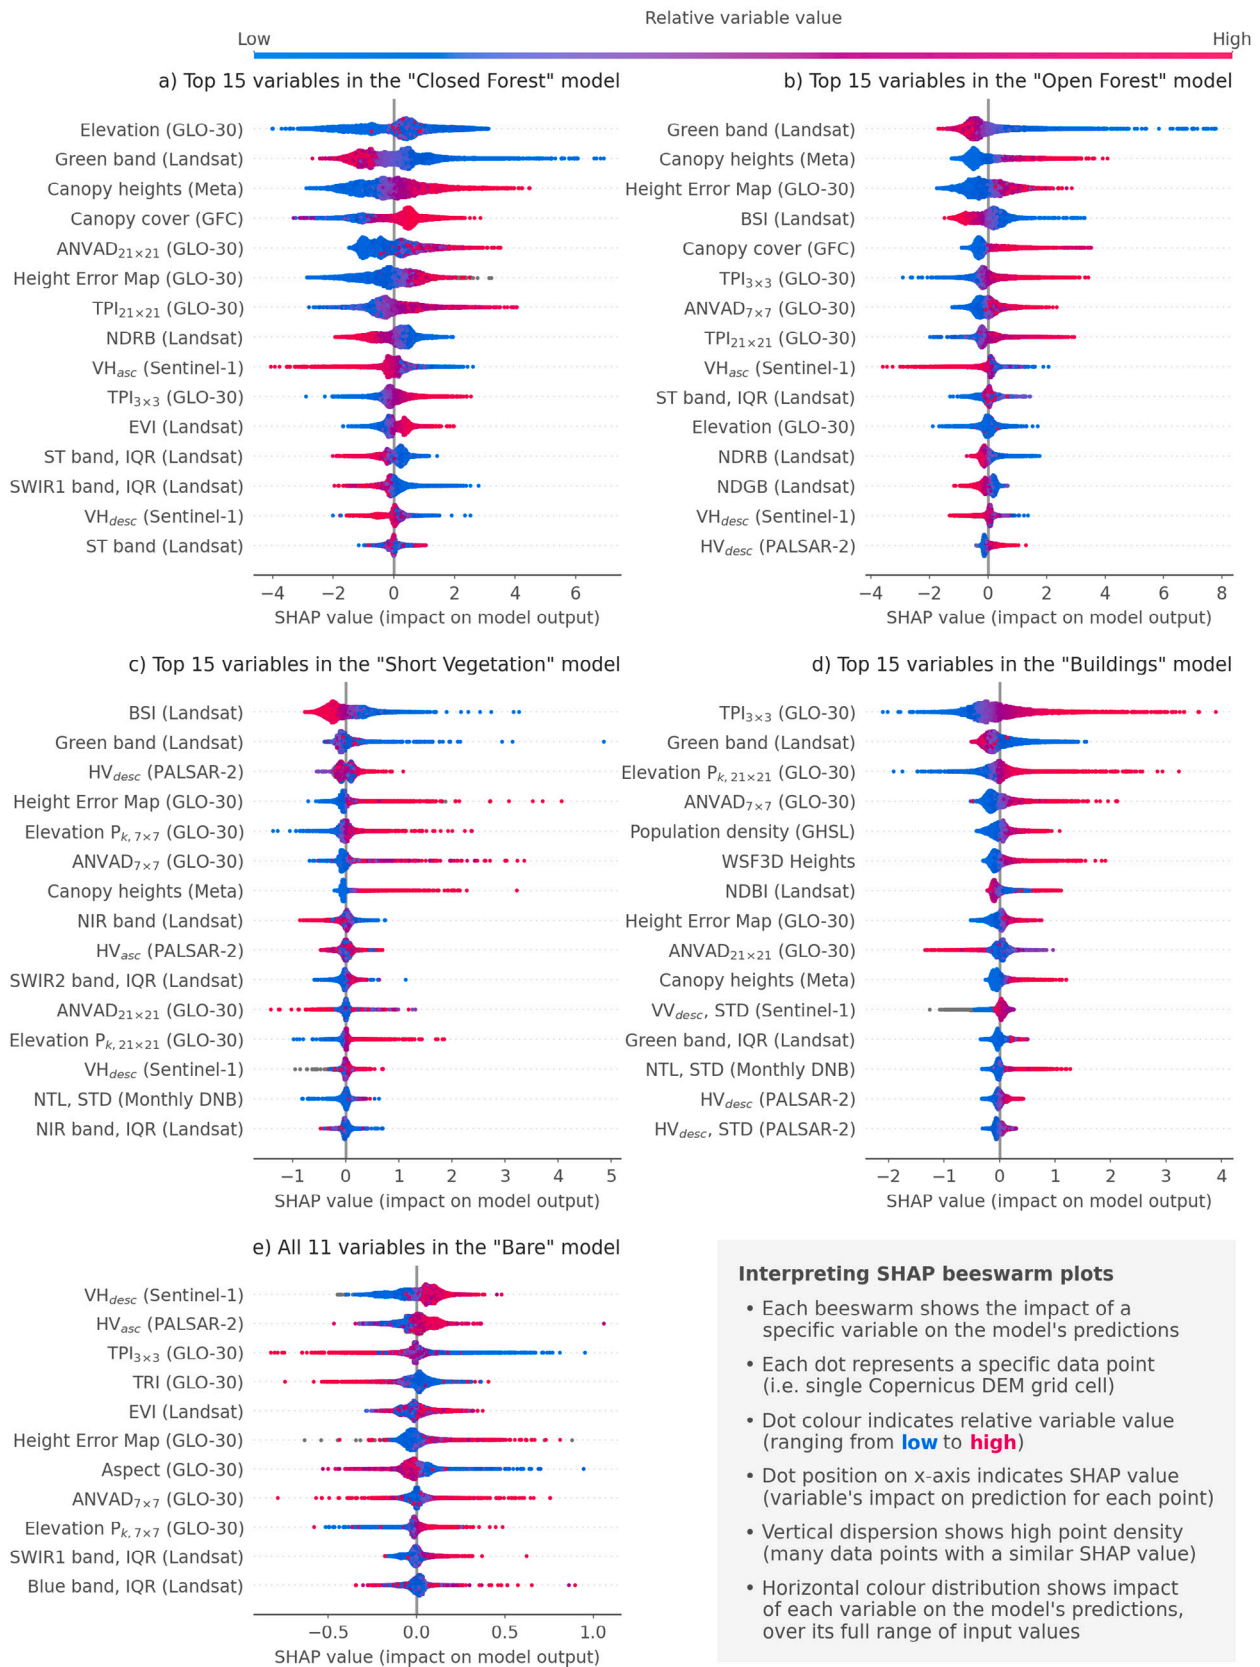 Relative variable value
Low
High
a) Top 15 variables in the "Closed Forest" model
Elevation (GLO-30)
Green band (Landsat)
Canopy heights (Meta)
Canopy cover (GFC)
ANVAD21×21 (GLO-30)
Height Error Map (GLO-30)
TPI21×21 (GLO-30)
NDRB (Landsat)
VHasc (Sentinel-1)
TPI3×3 (GLO-30)
EVI (Landsat)
ST band, IQR (Landsat)
SWIR1 band, IQR (Landsat)
VHdesc (Sentinel-1)
ST band (Landsat)
−4 −2 0 2 4 6
SHAP value (impact on model output)
b) Top 15 variables in the "Open Forest" model
Green band (Landsat)
Canopy heights (Meta)
Height Error Map (GLO-30)
BSI (Landsat)
Canopy cover (GFC)
TPI3×3 (GLO-30)
ANVAD7×7 (GLO-30)
TPI21×21 (GLO-30)
VHasc (Sentinel-1)
ST band, IQR (Landsat)
Elevation (GLO-30)
NDRB (Landsat)
NDGB (Landsat)
VHdesc (Sentinel-1)
HVdesc (PALSAR-2)
−4 −2 0 2 4 6 8
SHAP value (impact on model output)
c) Top 15 variables in the "Short Vegetation" model
BSI (Landsat)
Green band (Landsat)
HVdesc (PALSAR-2)
Height Error Map (GLO-30)
Elevation Pk, 7×7 (GLO-30)
ANVAD7×7 (GLO-30)
Canopy heights (Meta)
NIR band (Landsat)
HVasc (PALSAR-2)
SWIR2 band, IQR (Landsat)
ANVAD21×21 (GLO-30)
Elevation Pk, 21×21 (GLO-30)
VHdesc (Sentinel-1)
NTL, STD (Monthly DNB)
NIR band, IQR (Landsat)
−1 0 1 2 3 4 5
SHAP value (impact on model output)
d) Top 15 variables in the "Buildings" model
TPI3×3 (GLO-30)
Green band (Landsat)
Elevation Pk, 21×21 (GLO-30)
ANVAD7×7 (GLO-30)
Population density (GHSL)
WSF3D Heights
NDBI (Landsat)
Height Error Map (GLO-30)
ANVAD21×21 (GLO-30)
Canopy heights (Meta)
VVdesc, STD (Sentinel-1)
Green band, IQR (Landsat)
NTL, STD (Monthly DNB)
HVdesc (PALSAR-2)
HVdesc, STD (PALSAR-2)
−2 −1 0 1 2 3 4
SHAP value (impact on model output)
e) All 11 variables in the "Bare" model
VHdesc (Sentinel-1)
HVasc (PALSAR-2)
TPI3×3 (GLO-30)
TRI (GLO-30)
EVI (Landsat)
Height Error Map (GLO-30)
Aspect (GLO-30)
ANVAD7×7 (GLO-30)
Elevation Pk, 7×7 (GLO-30)
SWIR1 band, IQR (Landsat)
Blue band, IQR (Landsat)
−0.5 0.0 0.5 1.0
SHAP value (impact on model output)
Interpreting SHAP beeswarm plots
• Each beeswarm shows the impact of a
specific variable on the model's predictions
• Each dot represents a specific data point
(i.e. single Copernicus DEM grid cell)
• Dot colour indicates relative variable value
(ranging from low to high)
• Dot position on x-axis indicates SHAP value
(variable's impact on prediction for each point)
• Vertical dispersion shows high point density
(many data points with a similar SHAP value)
• Horizontal colour distribution shows impact
of each variable on the model's predictions,
over its full range of input values